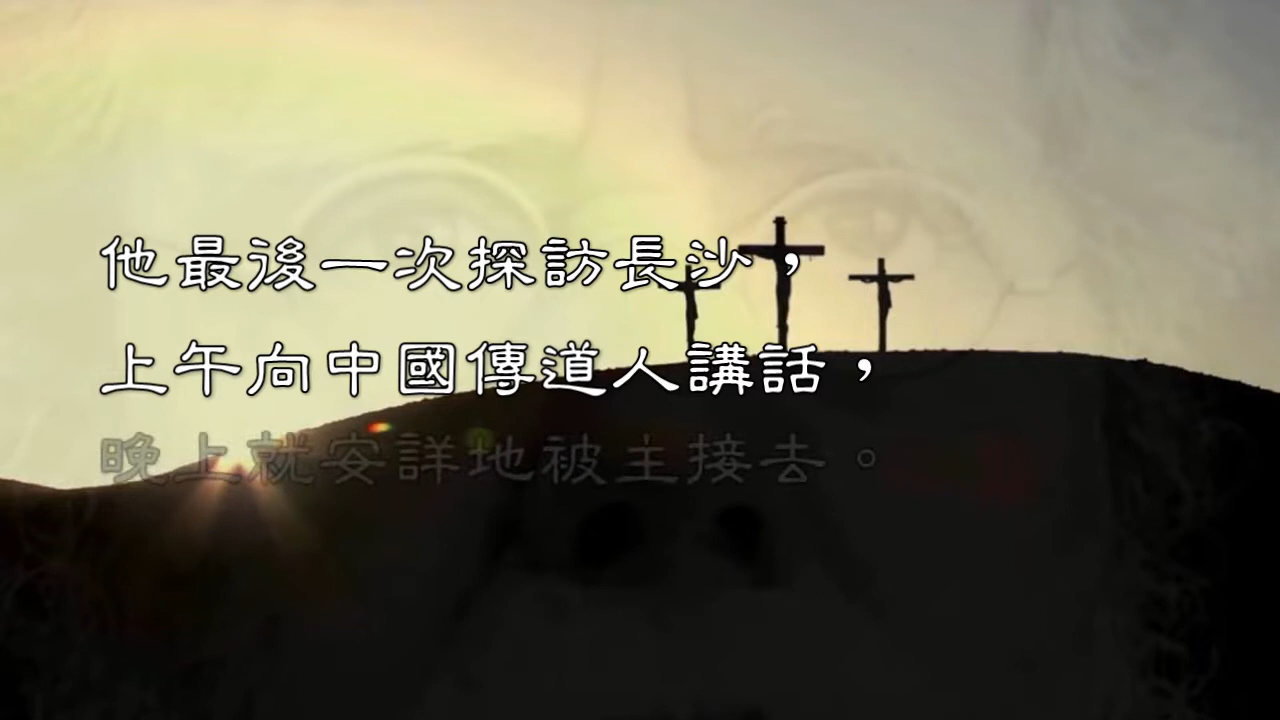 他最後一次探訪長沙，
上午向中國傳道人講話，
晚上就安詳地被主接去。